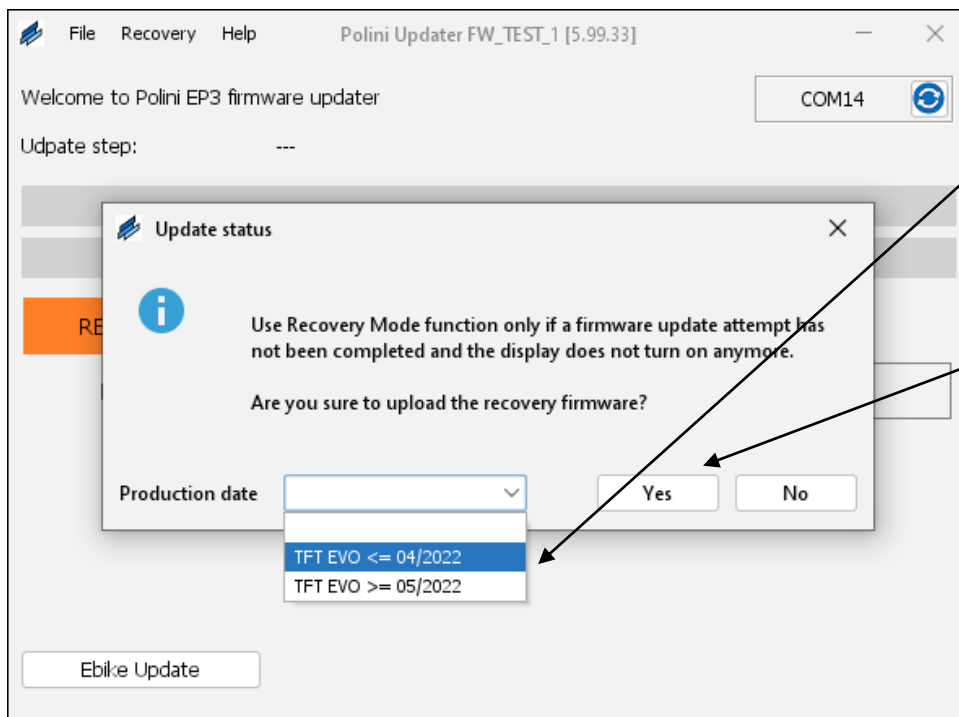 File Recovery Help Polini Updater FW_TEST_1 [5.99.33]
Welcome to Polini EP3 firmware updater
COM14
Udpate step: ---
Update status
RE
Use Recovery Mode function only if a firmware update attempt has
not been completed and the display does not turn on anymore.
Are you sure to upload the recovery firmware?
Production date
Yes
No
TFT EVO <= 04/2022
TFT EVO >= 05/2022
Ebike Update